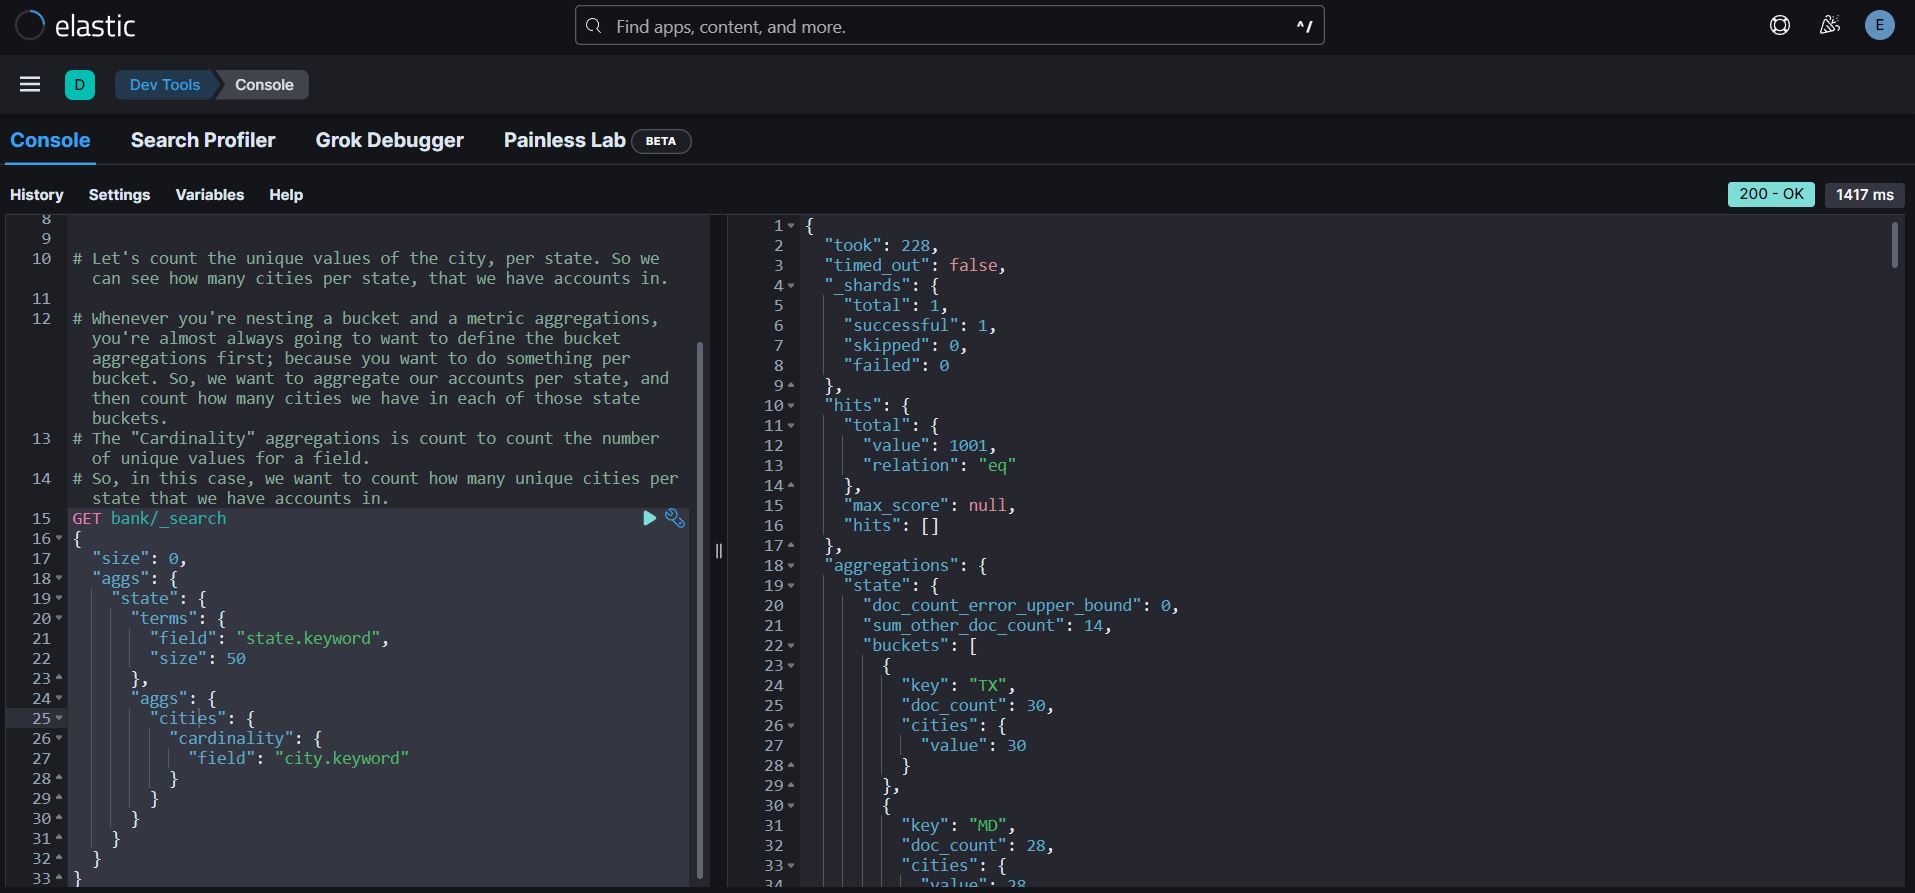 elastic
Find apps, content, and more.
^/
E
D
Dev Tools
Console
Console
Search Profiler
Grok Debugger
Painless Lab
BETA
History
Settings
Variables
Help
200 - OK
1417 ms
8
9
10 # Let's count the unique values of the city, per state. So we
can see how many cities per state, that we have accounts in.
11
12 # Whenever you're nesting a bucket and a metric aggregations,
you're almost always going to want to define the bucket
aggregations first; because you want to do something per
bucket. So, we want to aggregate our accounts per state, and
then count how many cities we have in each of those state
buckets.
13 # The "Cardinality" aggregations is count to count the number
of unique values for a field.
14 # So, in this case, we want to count how many unique cities per
state that we have accounts in.
15 GET bank/_search
16 {
17 "size": 0,
18 "aggs": {
19 "state": {
20 "terms": {
21 "field": "state.keyword",
22 "size": 50
23 },
24 "aggs": {
25 "cities": {
26 "cardinality": {
27 "field": "city.keyword"
28 }
29 }
30 }
31 }
32 }
33 }
1 {
2 "took": 228,
3 "timed_out": false,
4 "_shards": {
5 "total": 1,
6 "successful": 1,
7 "skipped": 0,
8 "failed": 0
9 },
10 "hits": {
11 "total": {
12 "value": 1001,
13 "relation": "eq"
14 },
15 "max_score": null,
16 "hits": []
17 },
18 "aggregations": {
19 "state": {
20 "doc_count_error_upper_bound": 0,
21 "sum_other_doc_count": 14,
22 "buckets": [
23 {
24 "key": "TX",
25 "doc_count": 30,
26 "cities": {
27 "value": 30
28 }
29 },
30 {
31 "key": "MD",
32 "doc_count": 28,
33 "cities": {
34 "value": 28